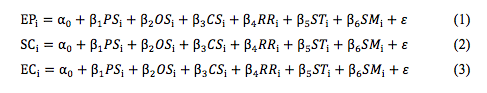 EPᵢ = α₀ + β₁PSᵢ + β₂OSᵢ + β₃CSᵢ + β₄RRᵢ + β₅STᵢ + β₆SMᵢ + ε (1)
SCᵢ = α₀ + β₁PSᵢ + β₂OSᵢ + β₃CSᵢ + β₄RRᵢ + β₅STᵢ + β₆SMᵢ + ε (2)
ECᵢ = α₀ + β₁PSᵢ + β₂OSᵢ + β₃CSᵢ + β₄RRᵢ + β₅STᵢ + β₆SMᵢ + ε (3)